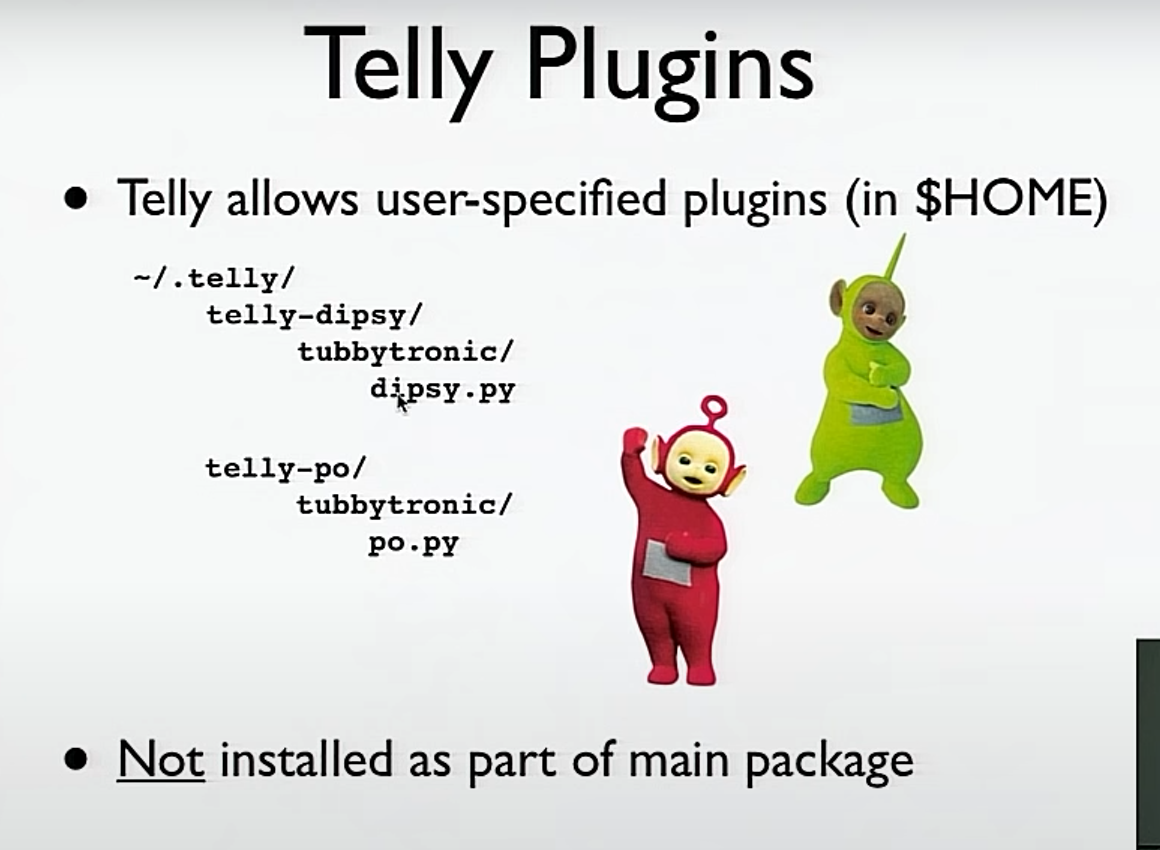 Telly Plugins
• Telly allows user-specified plugins (in $HOME)
~/.telly/
telly-dipsy/
tubbytronic/
dipsy.py
telly-po/
tubbytronic/
po.py
• Not installed as part of main package